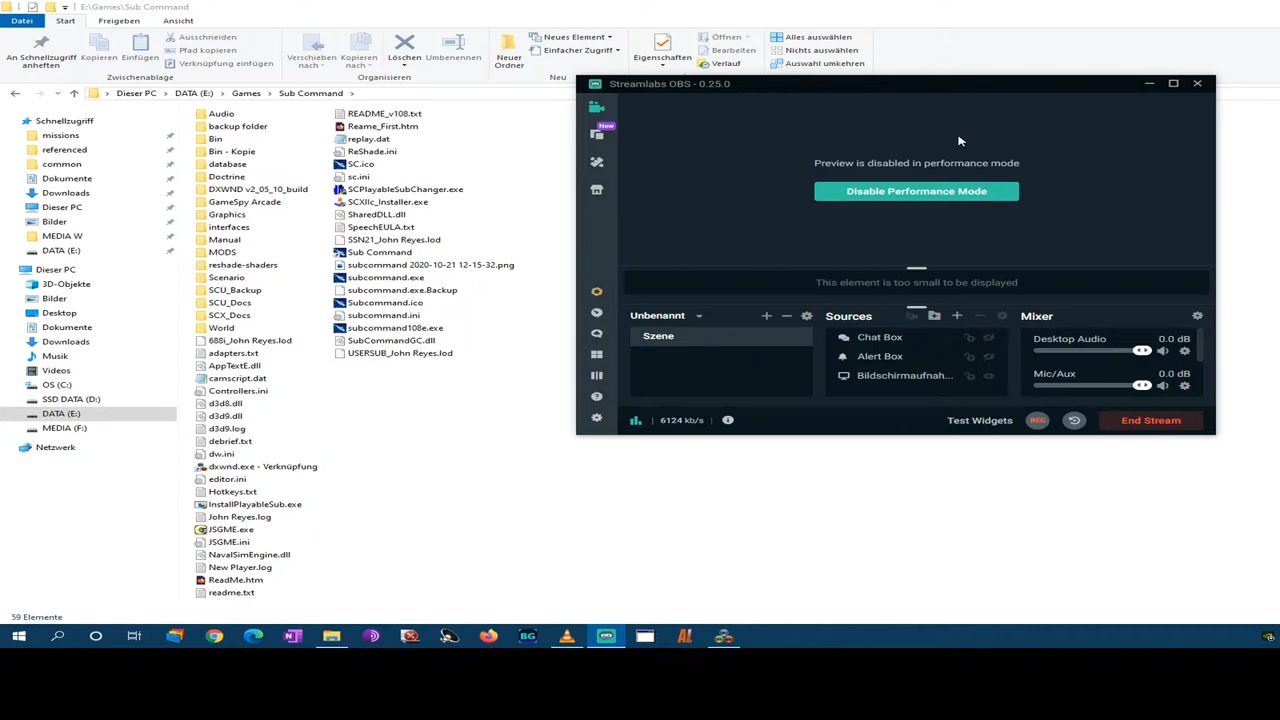 E:\Games\Sub Command
Datei
Start
Freigeben
Ansicht
An Schnellzugriff
anheften
Kopieren
Einfügen
Ausschneiden
Pfad kopieren
Verknüpfung einfügen
Zwischenablage
Verschieben
nach
Kopieren
nach
Löschen
Umbenennen
Organisieren
Neuer
Ordner
Neues Element
Einfacher Zugriff
Neu
Eigenschaften
Öffnen
Bearbeiten
Verlauf
Alles auswählen
Nichts auswählen
Auswahl umkehren
Dieser PC > DATA (E:) > Games > Sub Command >
Schnellzugriff
missions
referenced
common
Dokumente
Downloads
Dieser PC
Bilder
MEDIA W
DATA (E:)
Dieser PC
3D-Objekte
Bilder
Desktop
Dokumente
Downloads
Musik
Videos
OS (C:)
SSD DATA (D:)
DATA (E:)
MEDIA (F:)
Netzwerk
Audio
backup folder
Bin
Bin - Kopie
database
Doctrine
DXWND v2_05_10_build
GameSpy Arcade
Graphics
interfaces
Manual
MODS
reshade-shaders
Scenario
SCU_Backup
SCU_Docs
SCX_Docs
World
688i_John Reyes.lod
adapters.txt
AppTextE.dll
camscript.dat
Controllers.ini
d3d8.dll
d3d9.dll
d3d9.log
debrief.txt
dw.ini
dxwnd.exe - Verknüpfung
editor.ini
Hotkeys.txt
InstallPlayableSub.exe
John Reyes.log
JSGME.exe
JSGME.ini
NavalSimEngine.dll
New Player.log
ReadMe.htm
readme.txt
README_v108.txt
Reame_First.htm
replay.dat
ReShade.ini
SC.ico
sc.ini
SCPlayableSubChanger.exe
SCXIIc_Installer.exe
SharedDLL.dll
SpeechEULA.txt
SSN21_John Reyes.lod
Sub Command
subcommand 2020-10-21 12-15-32.png
subcommand.exe
subcommand.exe.Backup
Subcommand.ico
subcommand.ini
subcommand108e.exe
SubCommandGC.dll
USERSUB_John Reyes.lod
59 Elemente
Streamlabs OBS - 0.25.0
New
Preview is disabled in performance mode
Disable Performance Mode
This element is too small to be displayed
Unbenannt
Szene
Sources
Chat Box
Alert Box
Bildschirmaufnah...
Mixer
Desktop Audio
0.0 dB
Mic/Aux
0.0 dB
6124 kb/s
Test Widgets
REC
End Stream
BG